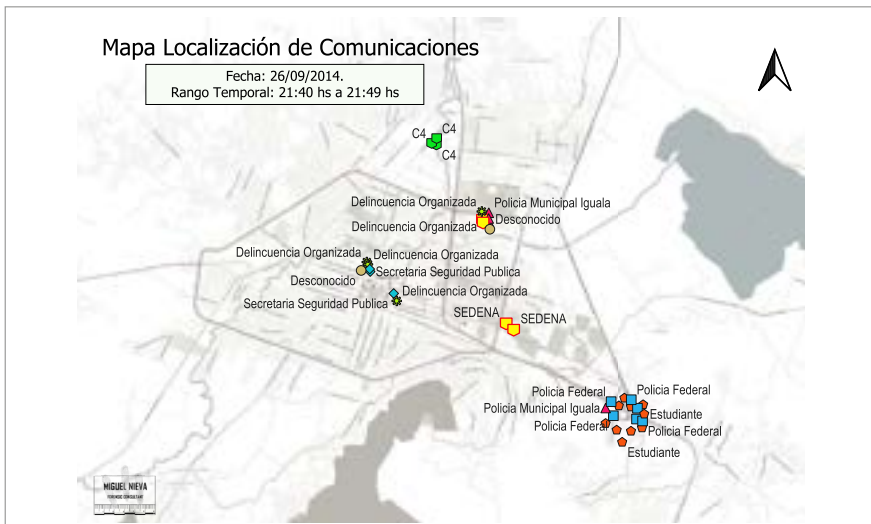 Mapa Localización de Comunicaciones
Fecha: 26/09/2014.
Rango Temporal: 21:40 hs a 21:49 hs
C4
C4
C4
Delincuencia Organizada
Policia Municipal Iguala
Desconocido
Delincuencia Organizada
Delincuencia Organizada
Delincuencia Organizada
Secretaria Seguridad Publica
Desconocido
Delincuencia Organizada
Secretaria Seguridad Publica
SEDENA
SEDENA
Policia Federal
Policia Federal
Policia Municipal Iguala
Estudiante
Policia Federal
Policia Federal
Estudiante
MIGUEL NIEVA
FORENSIC CONSULTANT